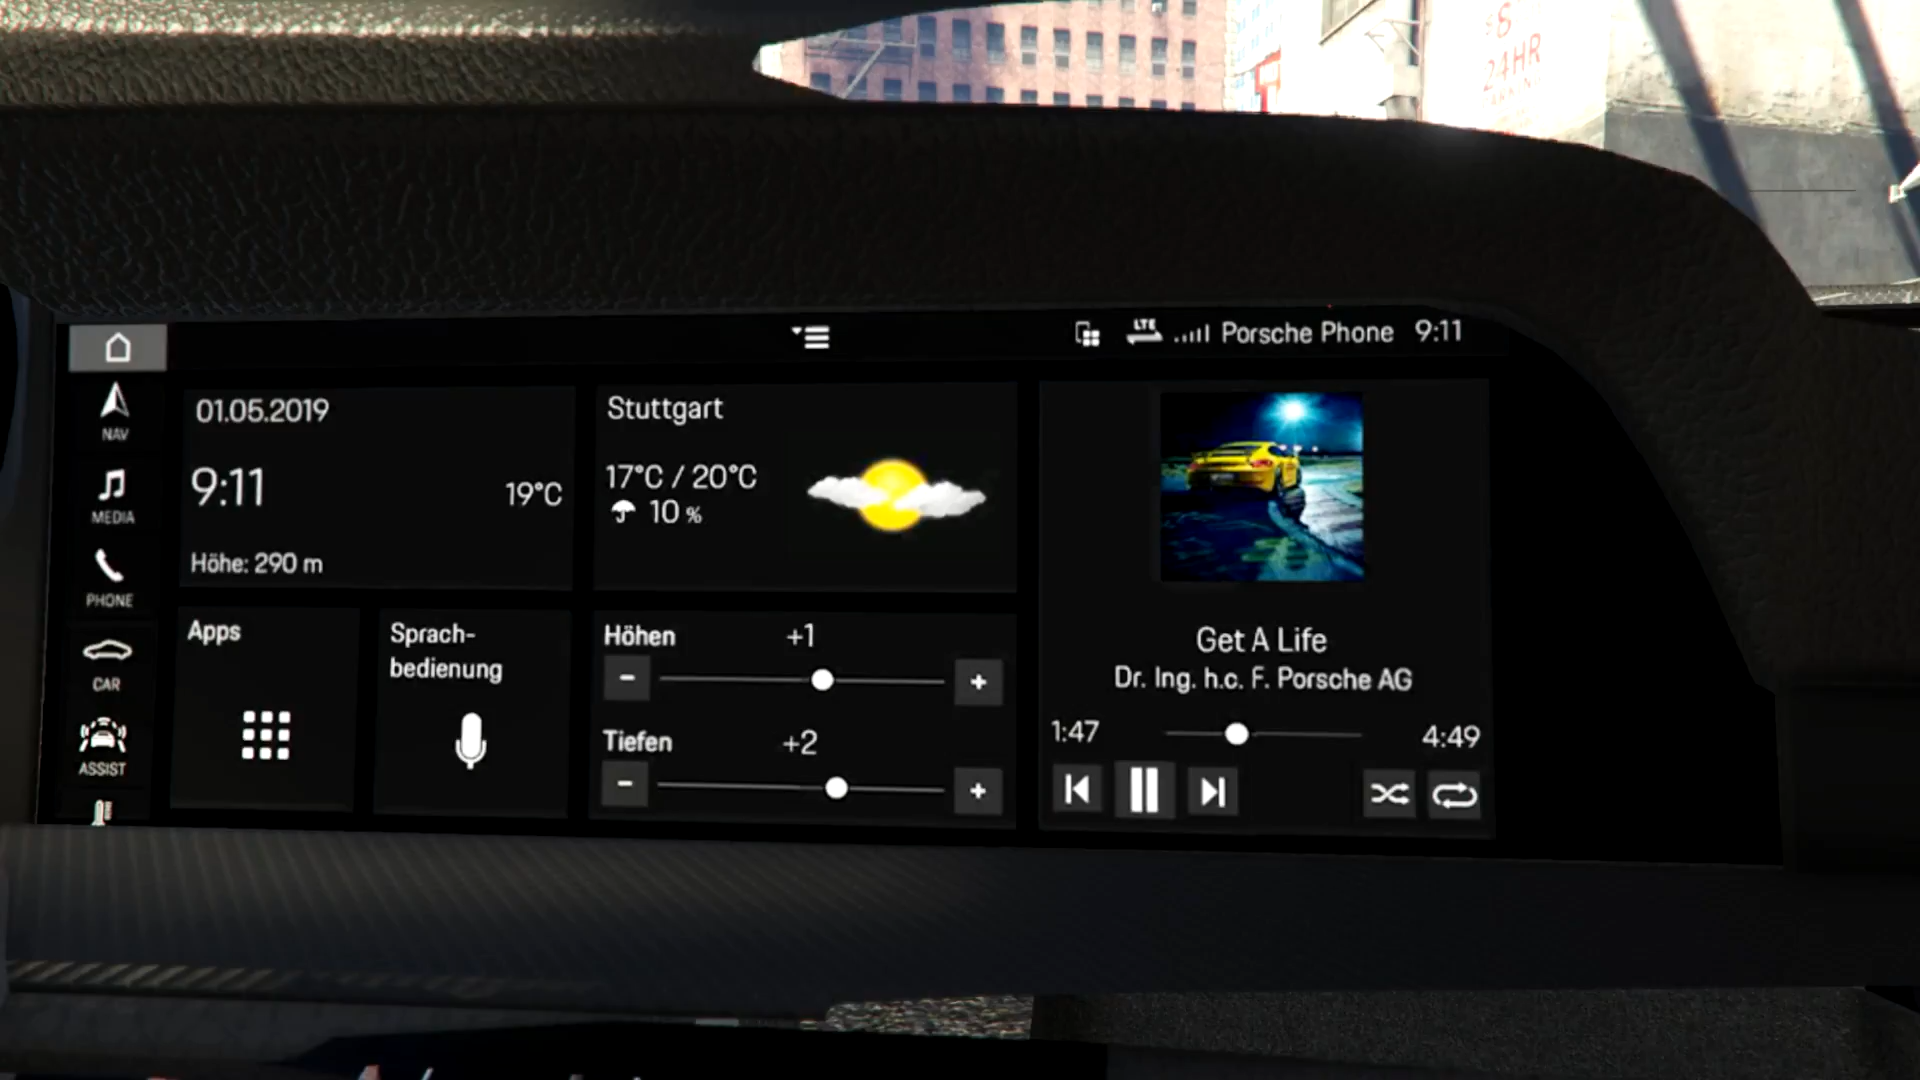 24HR
LTE Porsche Phone 9:11
NAV
MEDIA
PHONE
CAR
ASSIST
01.05.2019
9:11 19°C
Höhe: 290 m
Stuttgart
17°C / 20°C
10 %
Apps
Sprach-
bedienung
Höhen +1
Tiefen +2
Get A Life
Dr. Ing. h.c. F. Porsche AG
1:47 4:49